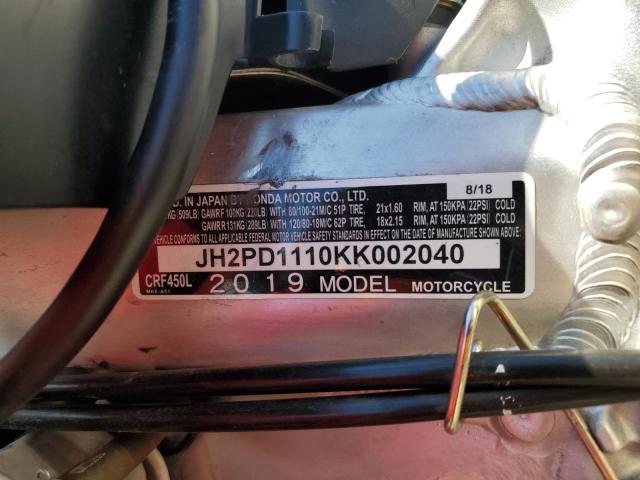 IN JAPAN BY HONDA MOTOR CO., LTD. 8/18
KG (509LB) GAWRF 100KG (220LB) WITH 80/100-21M/C 51P TIRE, 21x1.60 RIM, AT 150KPA (22PSI) COLD
GAWRR 131KG (289LB) WITH 120/80-18M/C 62P TIRE, 18x2.15 RIM, AT 150KPA (22PSI) COLD
VEHICLE CONFORMS TO ALL APPLICABLE FEDERAL MOTOR VEHICLE SAFETY STANDARDS IN EFFECT ON THE DATE OF MANUFACTURE SHOWN ABOVE.
JH2PD1110KK002040
CRF450L 2019 MODEL MOTORCYCLE
MKE-A51